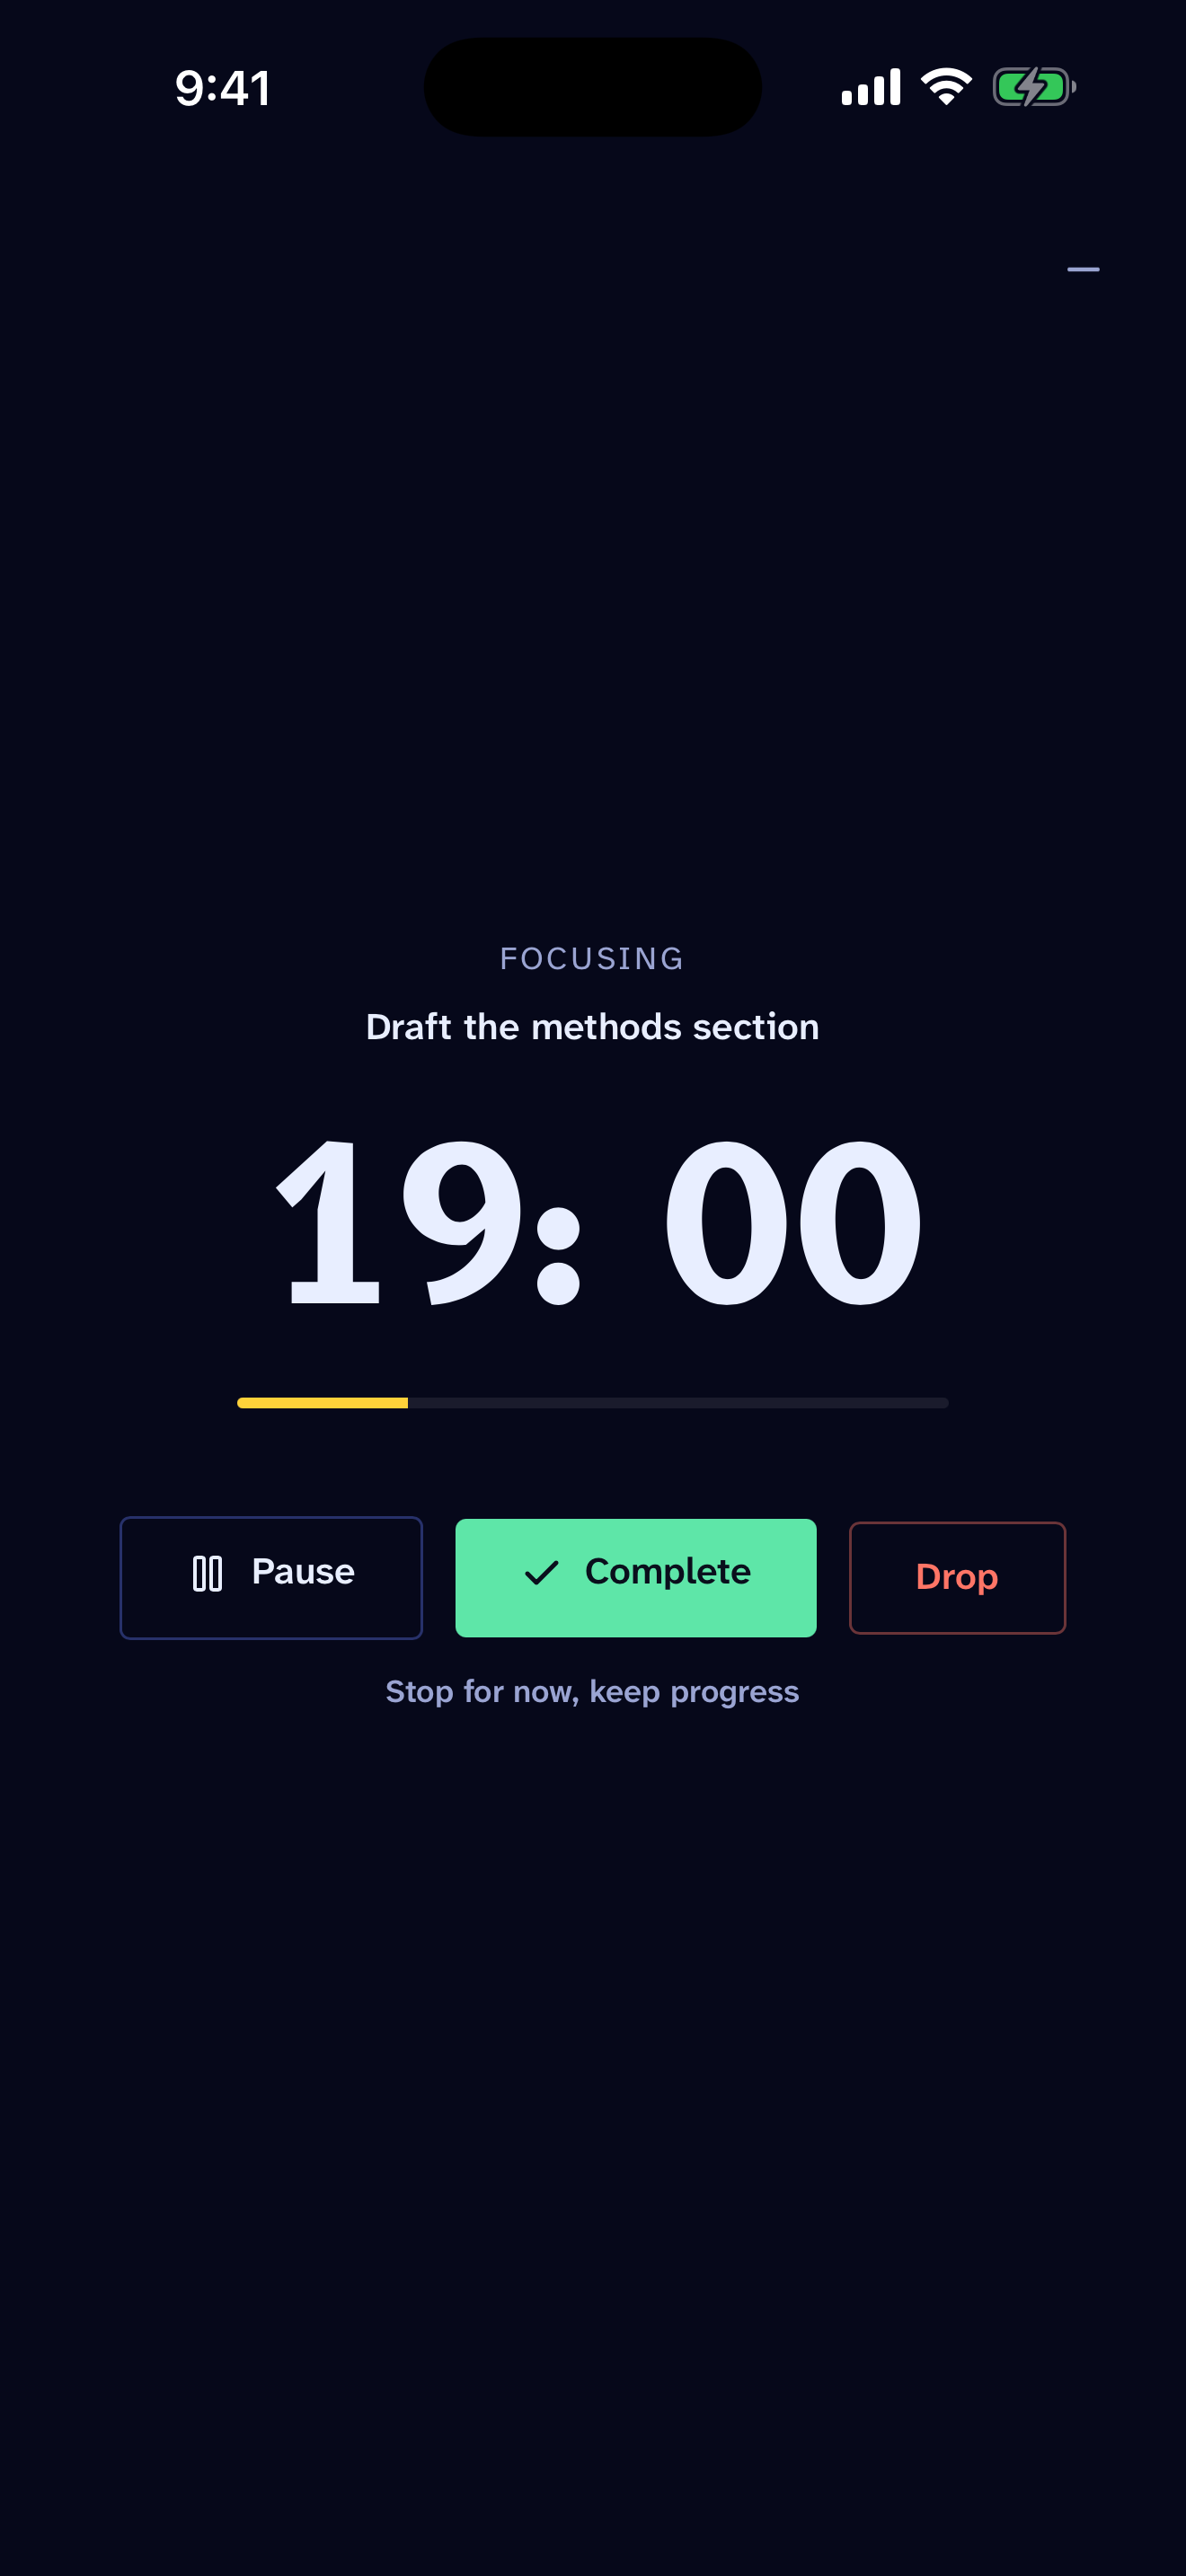 9:41
FOCUSING
Draft the methods section
19: 00
Pause
Complete
Drop
Stop for now, keep progress